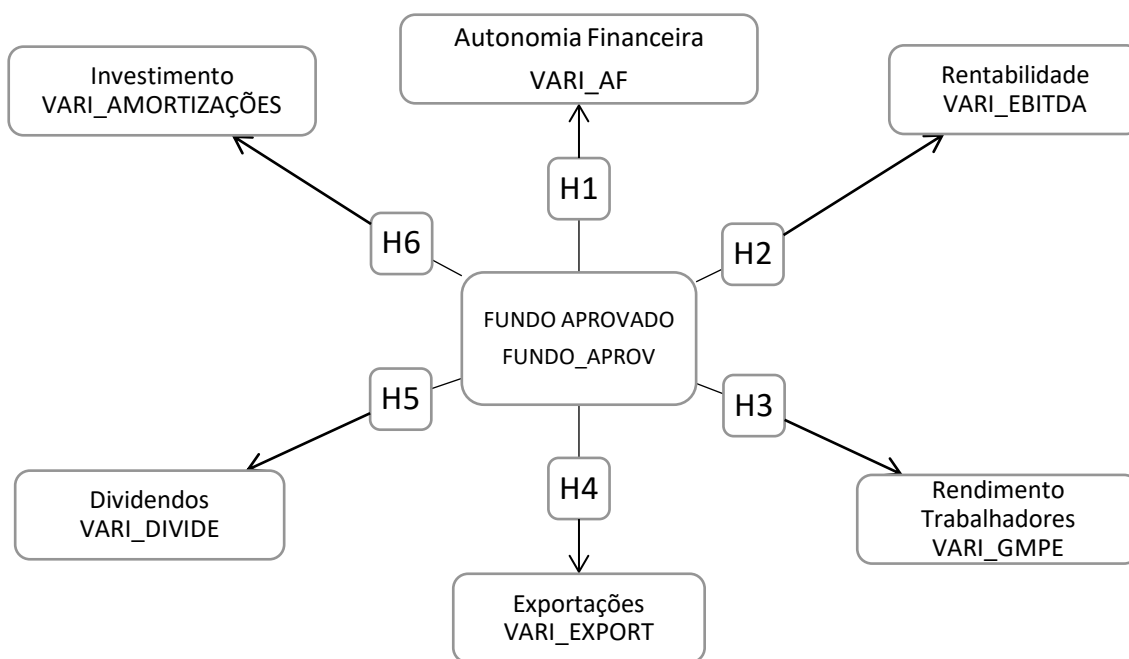 Autonomia Financeira
VARI_AF
Investimento
VARI_AMORTIZAÇÕES
Rentabilidade
VARI_EBITDA
H1
H6
H2
FUNDO APROVADO
FUNDO_APROV
H5
H3
H4
Dividendos
VARI_DIVIDE
Rendimento
Trabalhadores
VARI_GMPE
Exportações
VARI_EXPORT